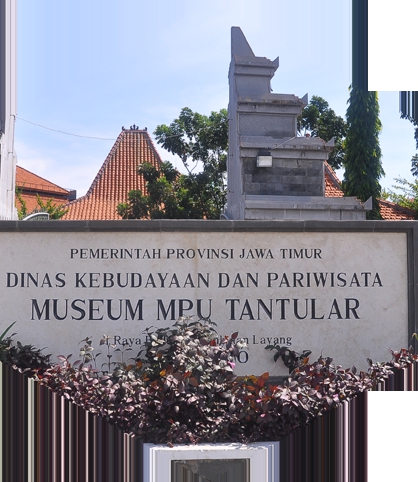 PEMERINTAH PROVINSI JAWA TIMUR
DINAS KEBUDAYAAN DAN PARIWISATA
MUSEUM MPU TANTULAR
Raya Layang